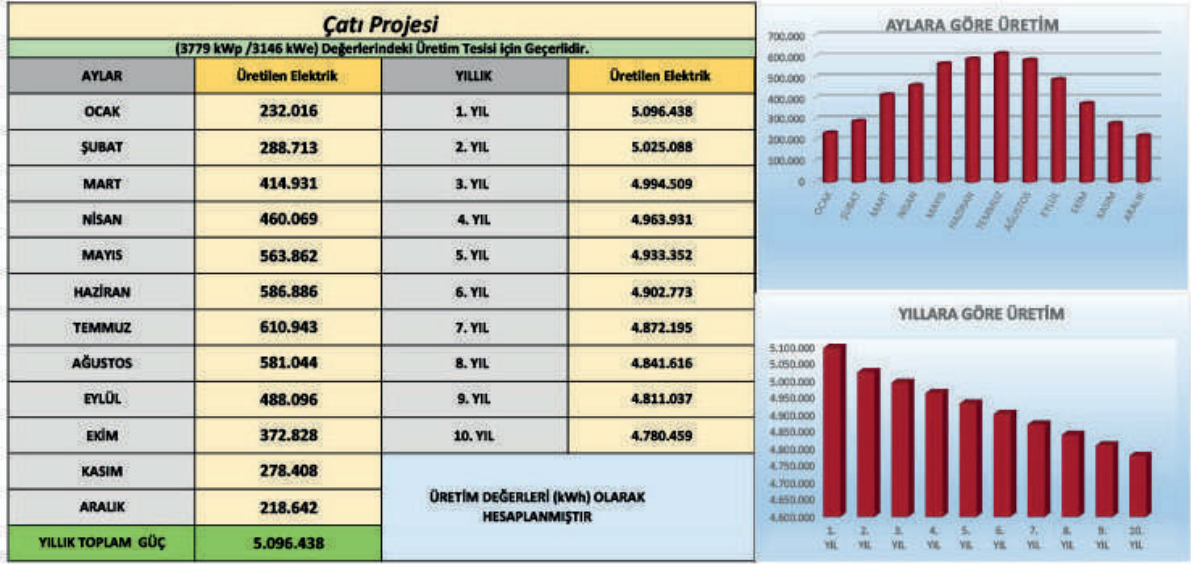 Çatı Projesi
(3779 kWp /3146 kWe) Değerlerindeki Üretim Tesisi için Geçerlidir.
AYLAR Üretilen Elektrik YILLIK Üretilen Elektrik
OCAK 232.016 1. YIL 5.096.438
ŞUBAT 288.713 2. YIL 5.025.088
MART 414.931 3. YIL 4.994.509
NİSAN 460.069 4. YIL 4.963.931
MAYIS 563.862 5. YIL 4.933.352
HAZİRAN 586.886 6. YIL 4.902.773
TEMMUZ 610.943 7. YIL 4.872.195
AĞUSTOS 581.044 8. YIL 4.841.616
EYLÜL 488.096 9. YIL 4.811.037
EKİM 372.828 10. YIL 4.780.459
KASIM 278.408
ARALIK 218.642
ÜRETİM DEĞERLERİ (kWh) OLARAK
HESAPLANMIŞTIR
YILLIK TOPLAM GÜÇ 5.096.438
AYLARA GÖRE ÜRETİM
700.000
600.000
500.000
400.000
300.000
200.000
100.000
0
OCAK ŞUBAT MART NİSAN MAYIS HAZİRAN TEMMUZ AĞUSTOS EYLÜL EKİM KASIM ARALIK
YILLARA GÖRE ÜRETİM
5.100.000
5.050.000
5.000.000
4.950.000
4.900.000
4.850.000
4.800.000
4.750.000
4.700.000
4.650.000
4.600.000
1. 2. 3. 4. 5. 6. 7. 8. 9. 10.
YIL YIL YIL YIL YIL YIL YIL YIL YIL YIL